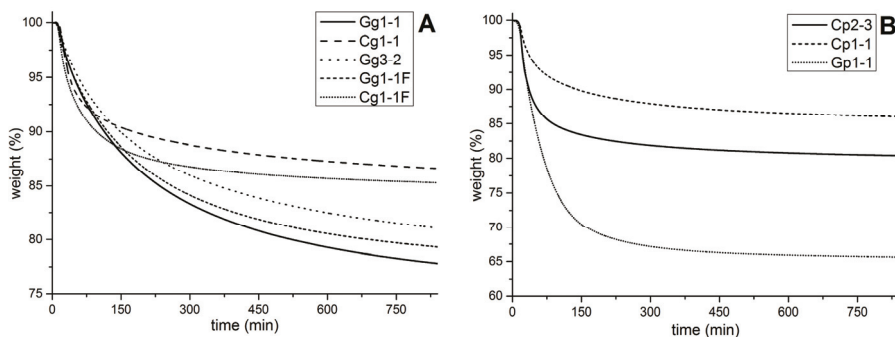 A
Gg1-1
Cg1-1
Gg3-2
Gg1-1F
Cg1-1F
100
95
90
85
80
75
weight (%)
0 150 300 450 600 750
time (min)
B
Cp2-3
Cp1-1
Gp1-1
100
95
90
85
80
75
70
65
60
weight (%)
0 150 300 450 600 750
time (min)